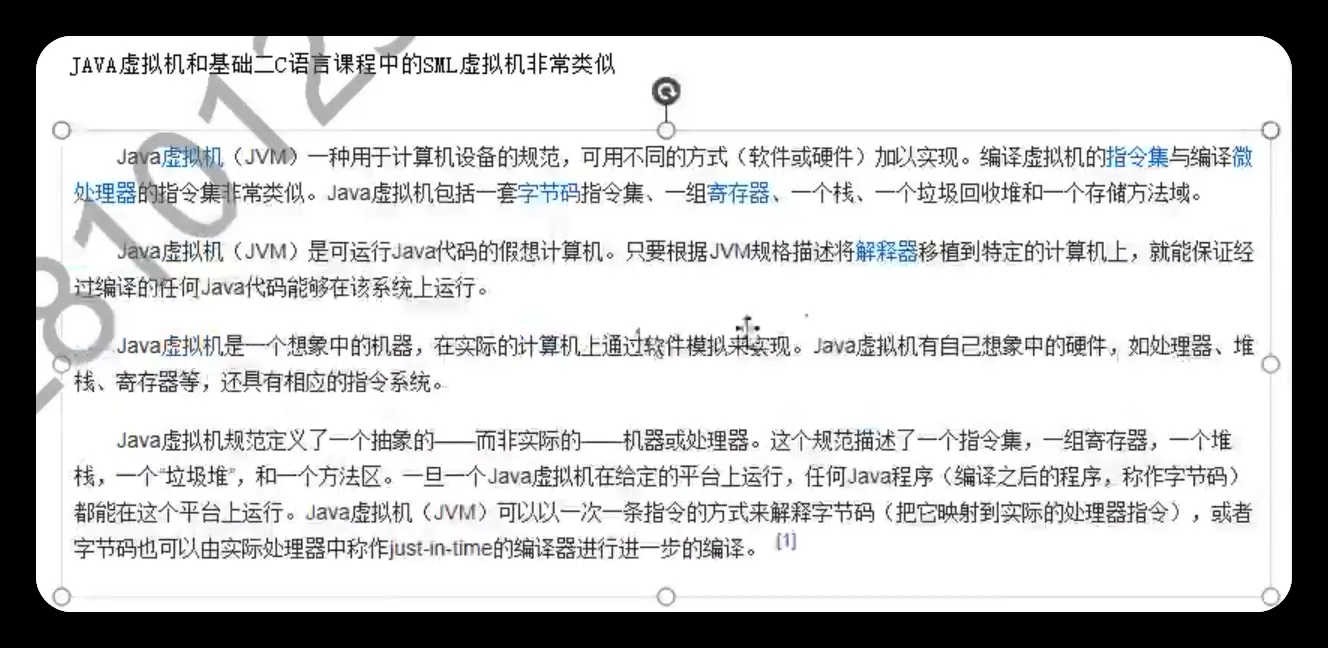 JAVA虚拟机和基础二C语言课程中的SML虚拟机非常类似
Java虚拟机（JVM）一种用于计算机设备的规范，可用不同的方式（软件或硬件）加以实现。编译虚拟机的指令集与编译微
处理器的指令集非常类似。Java虚拟机包括一套字节码指令集、一组寄存器、一个栈、一个垃圾回收堆和一个存储方法域。
Java虚拟机（JVM）是可运行Java代码的假想计算机。只要根据JVM规格描述将解释器移植到特定的计算机上，就能保证经
过编译的任何Java代码能够在该系统上运行。
Java虚拟机是一个想象中的机器，在实际的计算机上通过软件模拟来实现。Java虚拟机有自己想象中的硬件，如处理器、堆
栈、寄存器等，还具有相应的指令系统。
Java虚拟机规范定义了一个抽象的——而非实际的——机器或处理器。这个规范描述了一个指令集，一组寄存器，一个堆
栈，一个“垃圾堆”，和一个方法区。一旦一个Java虚拟机在给定的平台上运行，任何Java程序（编译之后的程序，称作字节码）
都能在这个平台上运行。Java虚拟机（JVM）可以以一次一条指令的方式来解释字节码（把它映射到实际的处理器指令），或者
字节码也可以由实际处理器中称作just-in-time的编译器进行进一步的编译。 [1]